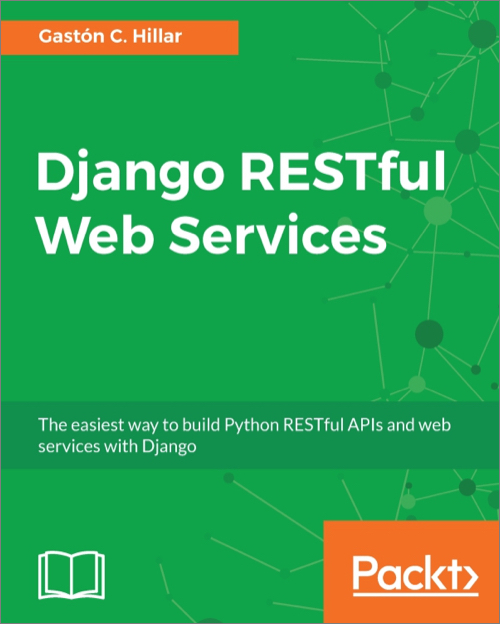 Gastón C. Hillar
Django RESTful
Web Services
The easiest way to build Python RESTful APIs and web
services with Django
Packt>